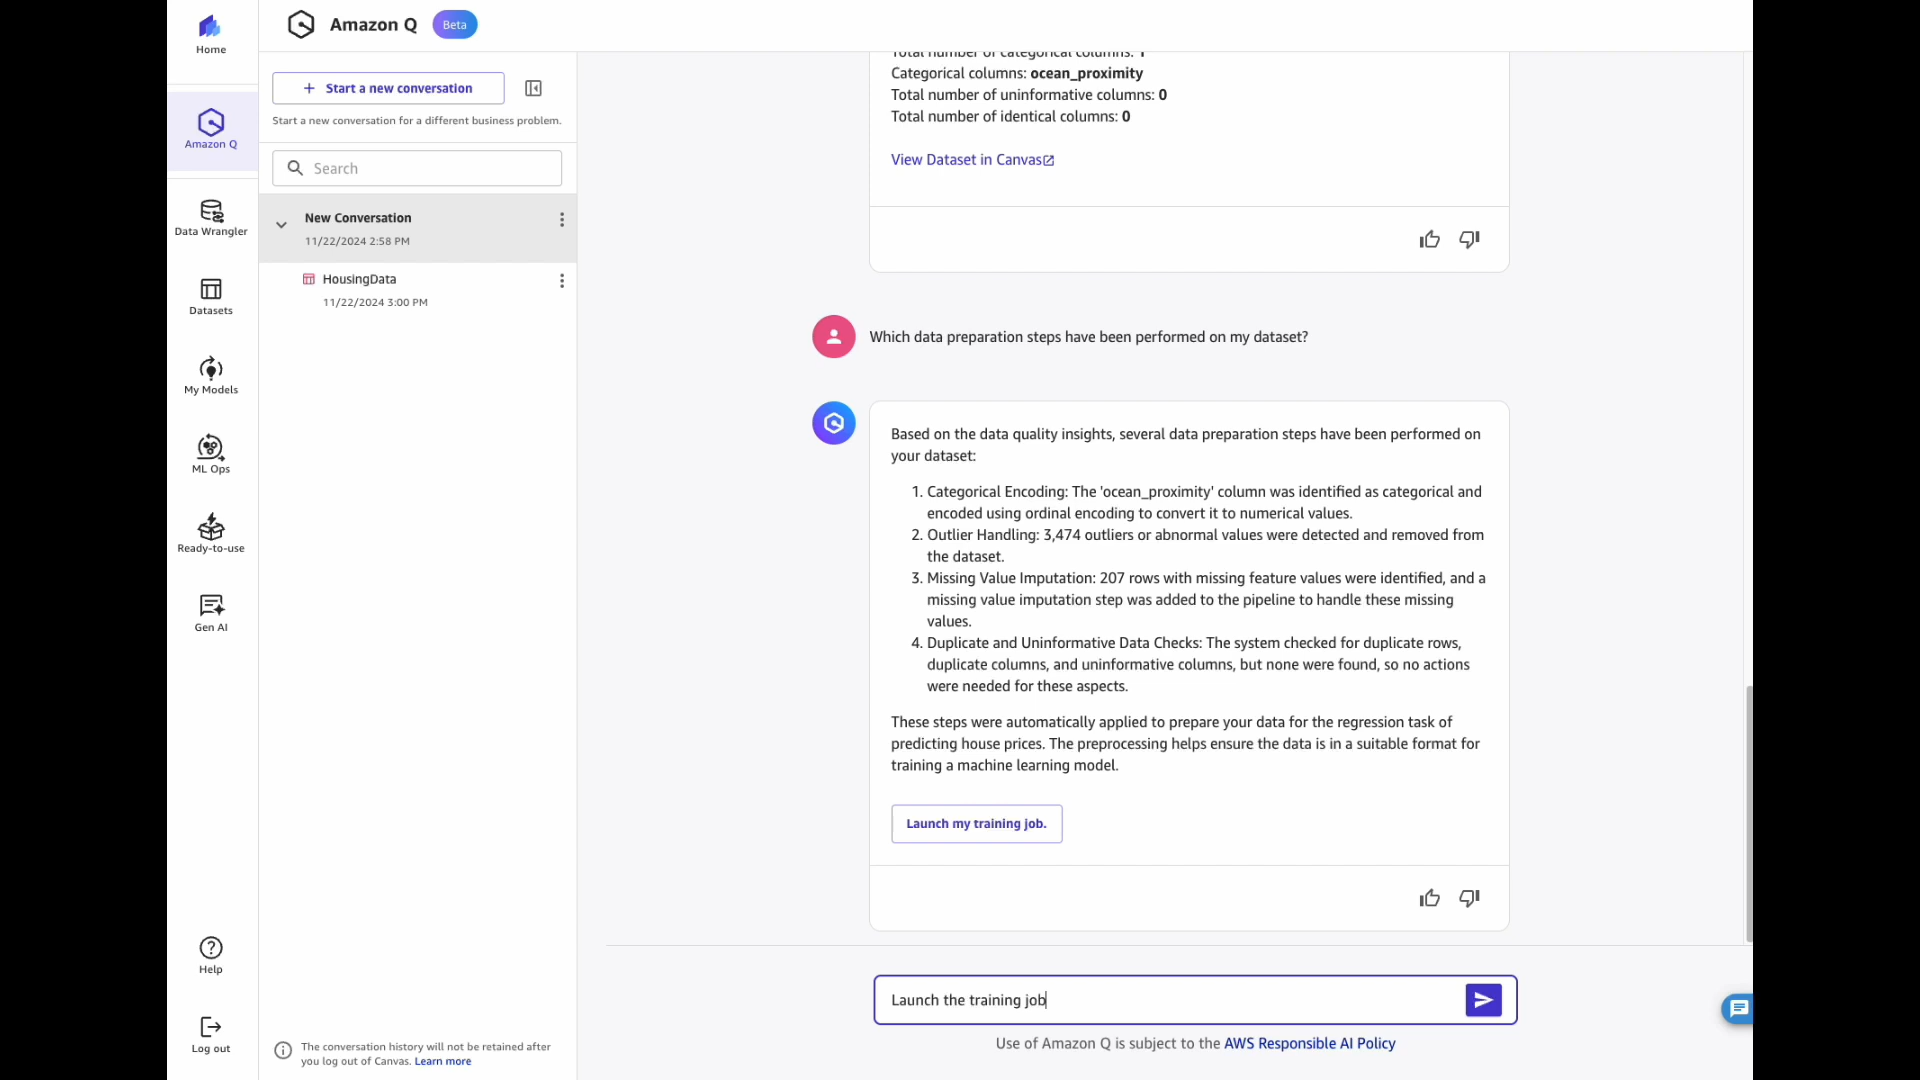 Home
Amazon Q
Data Wrangler
Datasets
My Models
ML Ops
Ready-to-use
Gen AI
Help
Log out
Amazon Q Beta
+ Start a new conversation
Start a new conversation for a different business problem.
Search
New Conversation
11/22/2024 2:58 PM
HousingData
11/22/2024 3:00 PM
The conversation history will not be retained after
you log out of Canvas. Learn more
Total number of categorical columns: 1
Categorical columns: ocean_proximity
Total number of uninformative columns: 0
Total number of identical columns: 0
View Dataset in Canvas
Which data preparation steps have been performed on my dataset?
Based on the data quality insights, several data preparation steps have been performed on
your dataset:
1. Categorical Encoding: The 'ocean_proximity' column was identified as categorical and
encoded using ordinal encoding to convert it to numerical values.
2. Outlier Handling: 3,474 outliers or abnormal values were detected and removed from
the dataset.
3. Missing Value Imputation: 207 rows with missing feature values were identified, and a
missing value imputation step was added to the pipeline to handle these missing
values.
4. Duplicate and Uninformative Data Checks: The system checked for duplicate rows,
duplicate columns, and uninformative columns, but none were found, so no actions
were needed for these aspects.
These steps were automatically applied to prepare your data for the regression task of
predicting house prices. The preprocessing helps ensure the data is in a suitable format for
training a machine learning model.
Launch my training job.
Launch the training job
Use of Amazon Q is subject to the AWS Responsible AI Policy